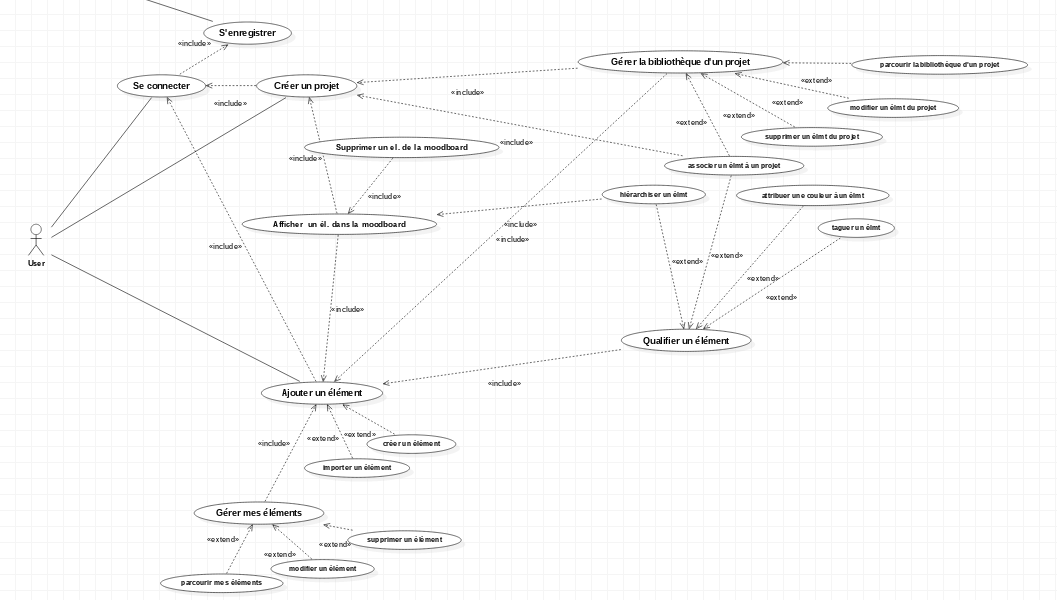 S'enregistrer
«include»
Gérer la bibliothèque d'un projet
parcourir la bibliothèque d'un projet
Se connecter
Créer un projet
«extend»
«include»
«include»
«extend»
modifier un élmt du projet
«extend»
«extend»
supprimer un élmt du projet
Supprimer un el. de la moodboard
«include»
«include»
associer un élmt à un projet
«include»
hiérarchiser un élmt
attribuer une couleur à un élmt
Afficher un él. dans la moodboard
«include»
taguer un élmt
User
«include»
«include»
«extend»
«extend»
«extend»
«extend»
«include»
Qualifier un élément
«include»
Ajouter un élément
«include»
«extend»
«extend»
créer un élément
importer un élément
Gérer mes éléments
«extend»
«extend»
«extend»
supprimer un élément
modifier un élément
parcourir mes éléments